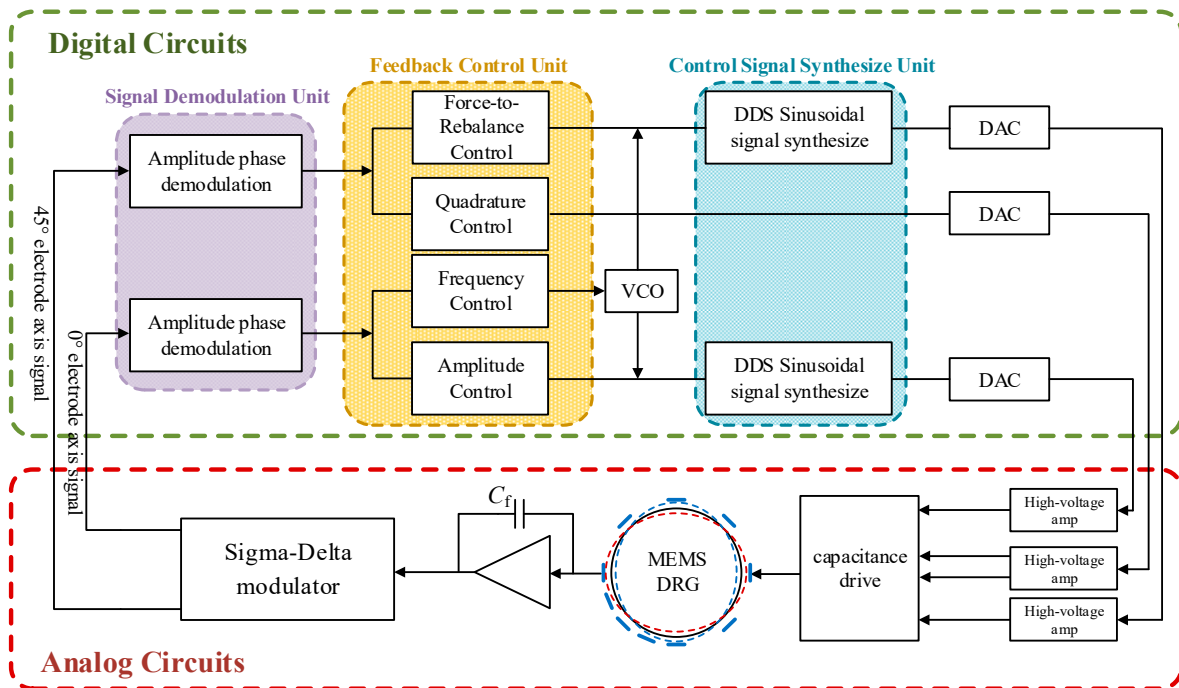 Digital Circuits
Signal Demodulation Unit
Feedback Control Unit
Control Signal Synthesize Unit
Amplitude phase
demodulation
Force-to-
Rebalance
Control
DDS Sinusoidal
signal synthesize
DAC
Quadrature
Control
DAC
Amplitude phase
demodulation
Frequency
Control
VCO
Amplitude
Control
DDS Sinusoidal
signal synthesize
DAC
45° electrode axis signal
0° electrode axis signal
Analog Circuits
Sigma-Delta
modulator
Cf
MEMS
DRG
capacitance
drive
High-voltage
amp
High-voltage
amp
High-voltage
amp